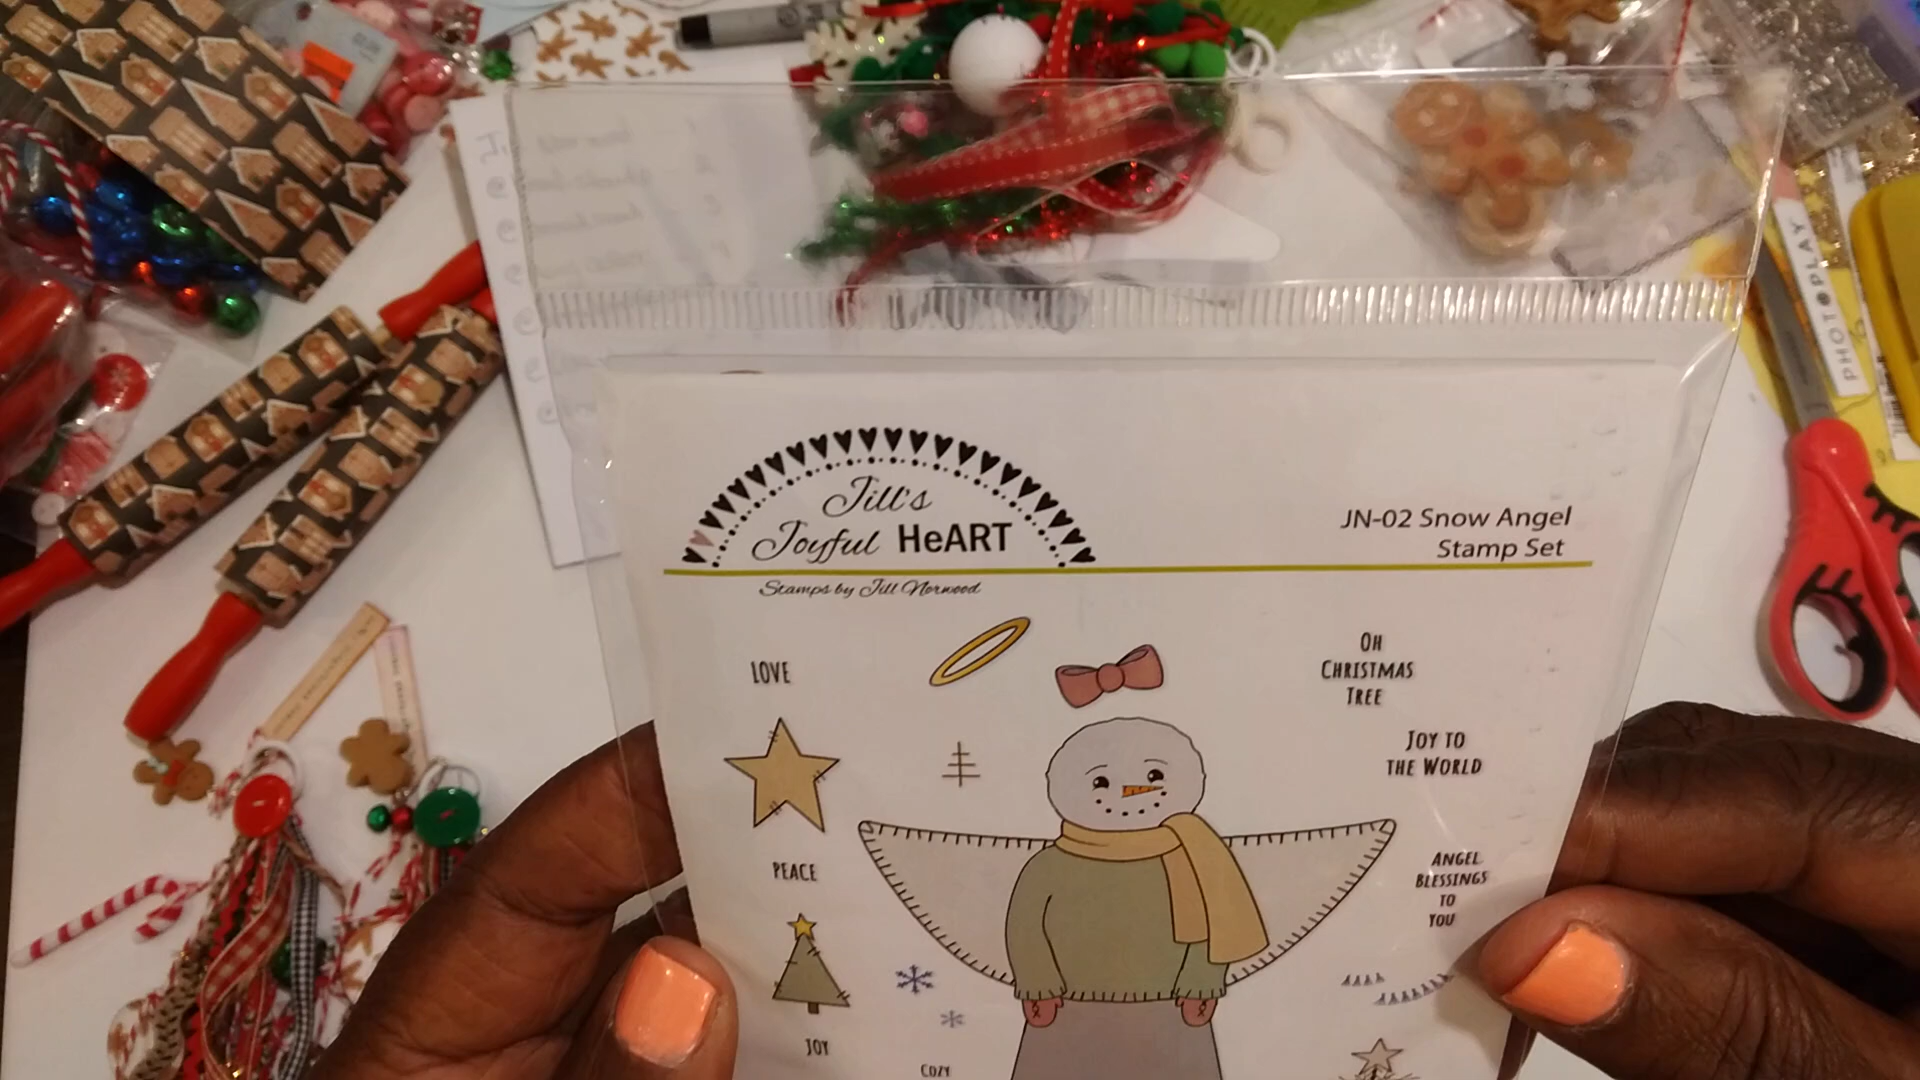 PHOTOPLAY
Jill's
Joyful HeART
Stamps by Jill Norwood
JN-02 Snow Angel
Stamp Set
LOVE
OH
CHRISTMAS
TREE
JOY TO
THE WORLD
PEACE
ANGEL
BLESSINGS
TO
YOU
JOY
COZY